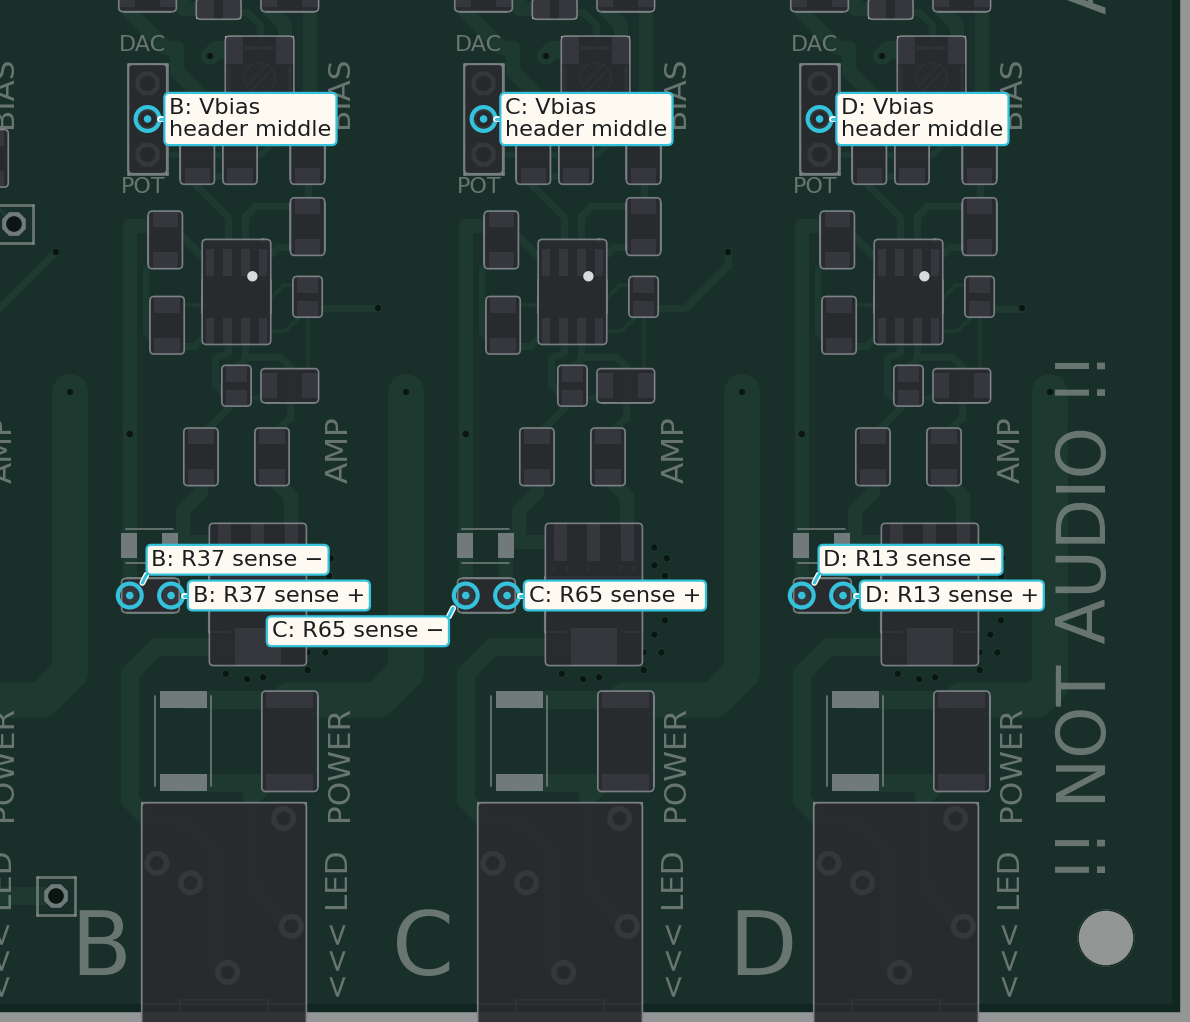 DAC
DAC
DAC
BIAS
BIAS
BIAS
BIAS
B: Vbias
header middle
C: Vbias
header middle
D: Vbias
header middle
POT
POT
POT
AMP
AMP
AMP
AMP
B: R37 sense −
D: R13 sense −
B: R37 sense +
C: R65 sense +
D: R13 sense +
C: R65 sense −
POWER
POWER
POWER
POWER
!! NOT AUDIO !!
<<< LED
<<< LED
<<< LED
<<< LED
B
C
D